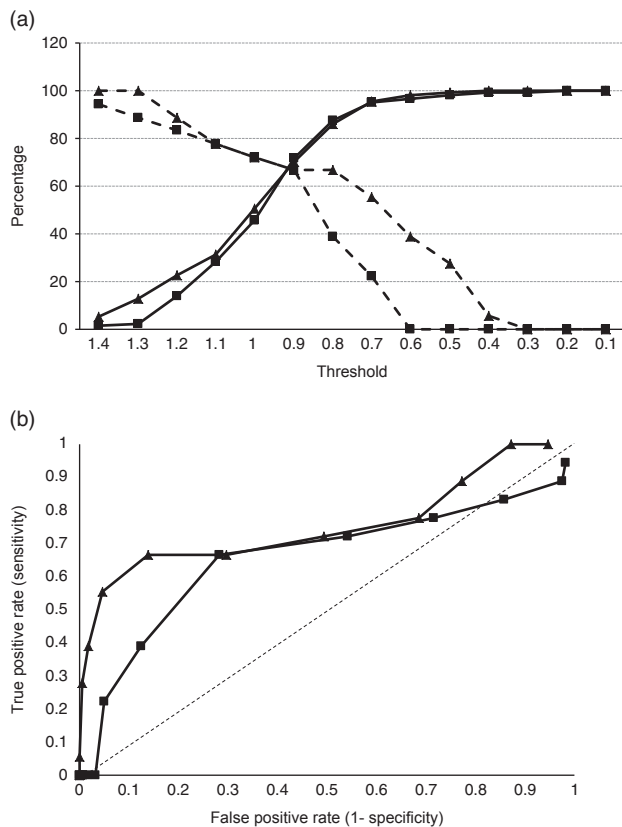 (a)
120
100
80
60
40
20
0
Percentage
1.4 1.3 1.2 1.1 1 0.9 0.8 0.7 0.6 0.5 0.4 0.3 0.2 0.1
Threshold
(b)
1
0.9
0.8
0.7
0.6
0.5
0.4
0.3
0.2
0.1
0
True positive rate (sensitivity)
0 0.1 0.2 0.3 0.4 0.5 0.6 0.7 0.8 0.9 1
False positive rate (1- specificity)